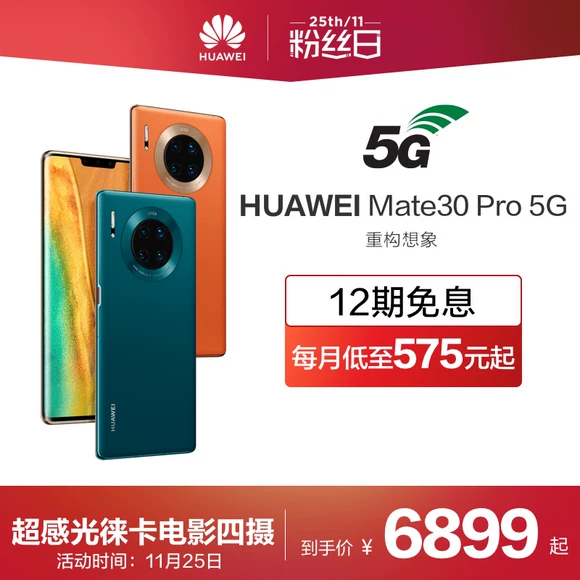 HUAWEI
25th/11
粉丝日
5G
HUAWEI Mate30 Pro 5G
重构想象
12期免息
每月低至575元起
HUAWEI
超感光徕卡电影四摄
活动时间：11月25日
到手价 ¥ 6899 起